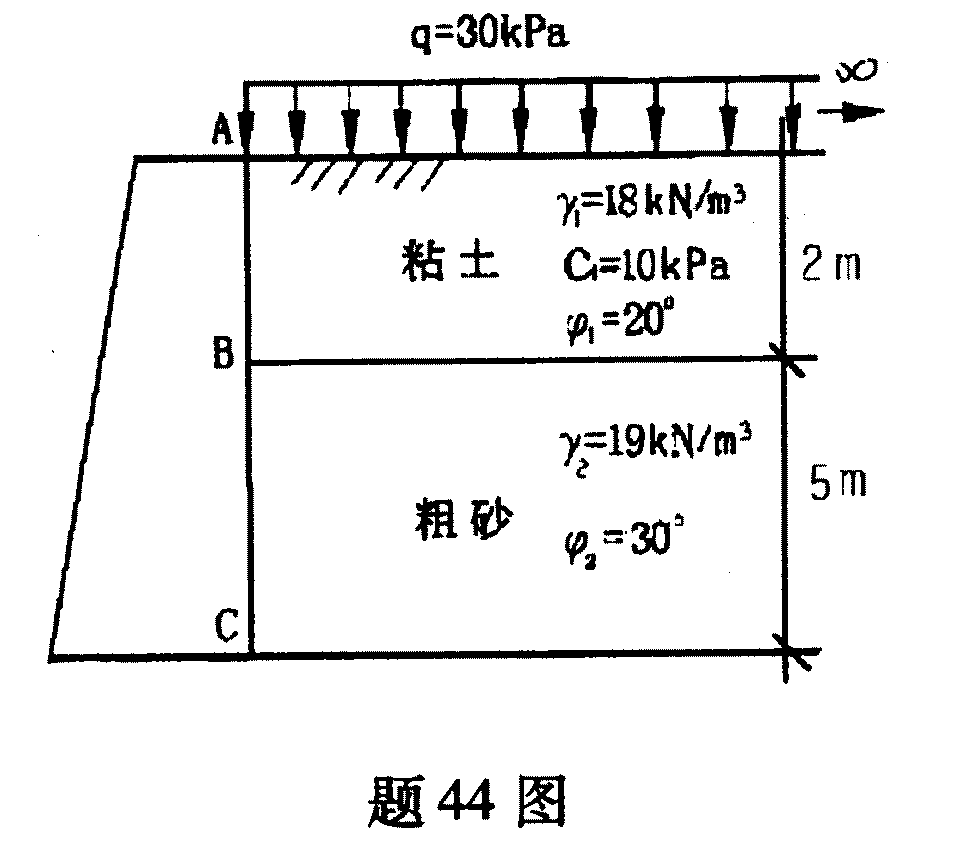 q=30kPa
∞
A
γ₁=18kN/m³
粘土
C₁=10kPa
2m
φ₁=20°
B
γ₂=19kN/m³
5m
粗砂
φ₂=30°
C
题44图